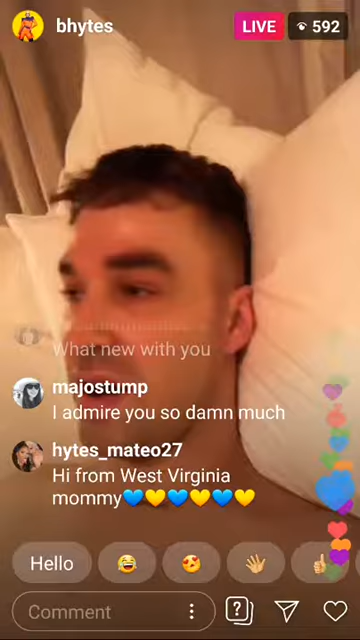 bhytes
LIVE
592
What new with you
majostump
I admire you so damn much
hytes_mateo27
Hi from West Virginia
mommy💙💛💙💛💙💛
Hello
Comment